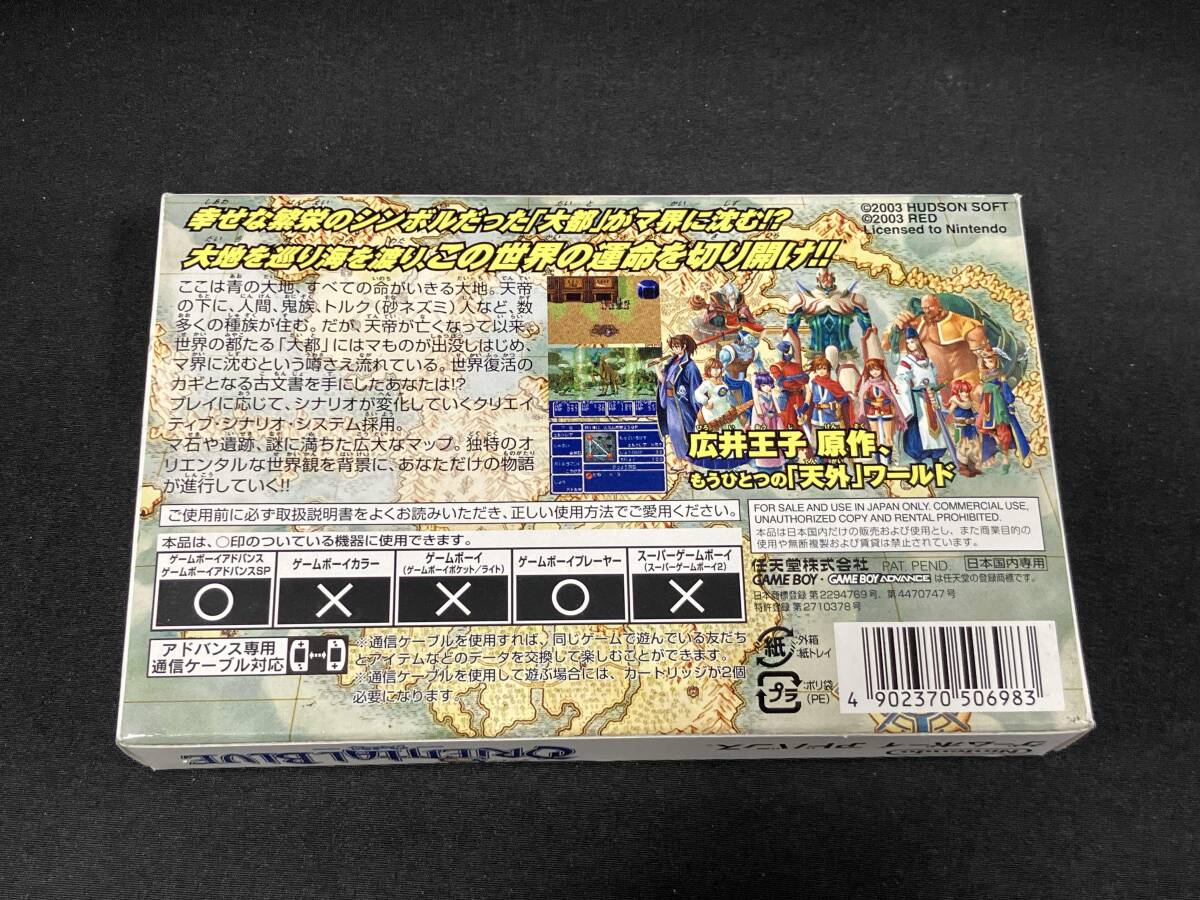 幸せな繁栄のシンボルだった「大都」がマ界に沈む!?
大地を巡り海を渡り、この世界の運命を切り開け!!
©2003 HUDSON SOFT
©2003 RED
Licensed to Nintendo
ここは青の大地、すべての命がいきる大地。天帝
の下に、人間、鬼族、トルク(砂ネズミ)人など、数
多くの種族が住む。だが、天帝が亡くなって以来、
世界の都たる「大都」にはマものが出没しはじめ、
マ界に沈むという噂さえ流れている。世界復活の
カギとなる古文書を手にしたあなたは!?
プレイに応じて、シナリオが変化していくクリエイ
ティブ・シナリオ・システム採用。
マ石や遺跡、謎に満ちた広大なマップ。独特のオ
リエンタルな世界観を背景に、あなただけの物語
が進行していく!!
広井王子 原作、
もうひとつの「天外」ワールド
ご使用前に必ず取扱説明書をよくお読みいただき、正しい使用方法でご愛用ください。
本品は、○印のついている機器に使用できます。
ゲームボーイアドバンス
ゲームボーイアドバンスSP
○
ゲームボーイカラー
×
ゲームボーイ
(ゲームボーイポケット/ライト)
×
ゲームボーイプレーヤー
○
スーパーゲームボーイ
(スーパーゲームボーイ2)
×
アドバンス専用
通信ケーブル対応
※通信ケーブルを使用すれば、同じゲームで遊んでいる友だち
とアイテムなどのデータを交換して楽しむことができます。
※通信ケーブルを使用して遊ぶ場合には、カートリッジが2個
必要になります。
FOR SALE AND USE IN JAPAN ONLY. COMMERCIAL USE,
UNAUTHORIZED COPY AND RENTAL PROHIBITED.
本品は日本国内だけの販売および使用とし、また商業目的の
使用や無断複製および賃貸は禁止されています。
任天堂株式会社 PAT. PEND. 日本国内専用
GAME BOY・GAME BOY ADVANCE は任天堂の登録商標です。
日本商標登録 第2294769号、第4470747号
特許登録 第2710378号
紙 :外箱
:紙トレイ
プラ :ポリ袋
(PE)
4 902370 506983
ORIENTAL BLUE
ゲームボーイアドバンス